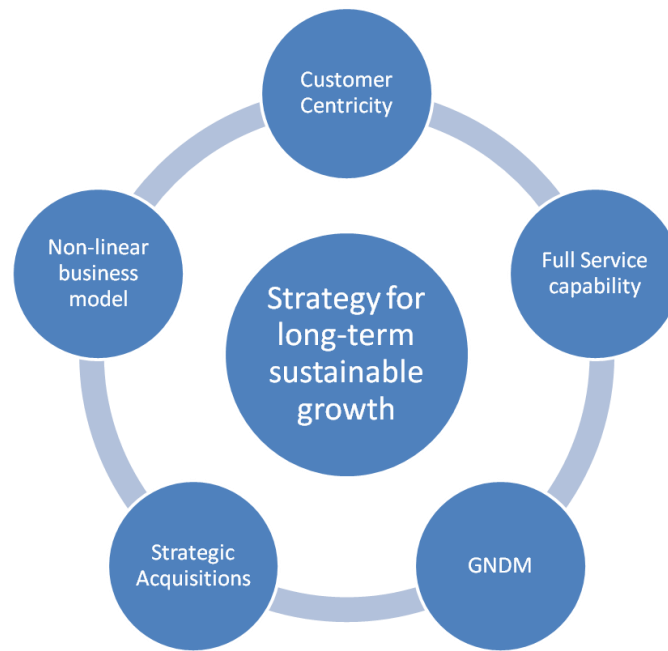 Customer
Centricity
Full Service
capability
GNDM
Strategic
Acquisitions
Non-linear
business
model
Strategy for
long-term
sustainable
growth